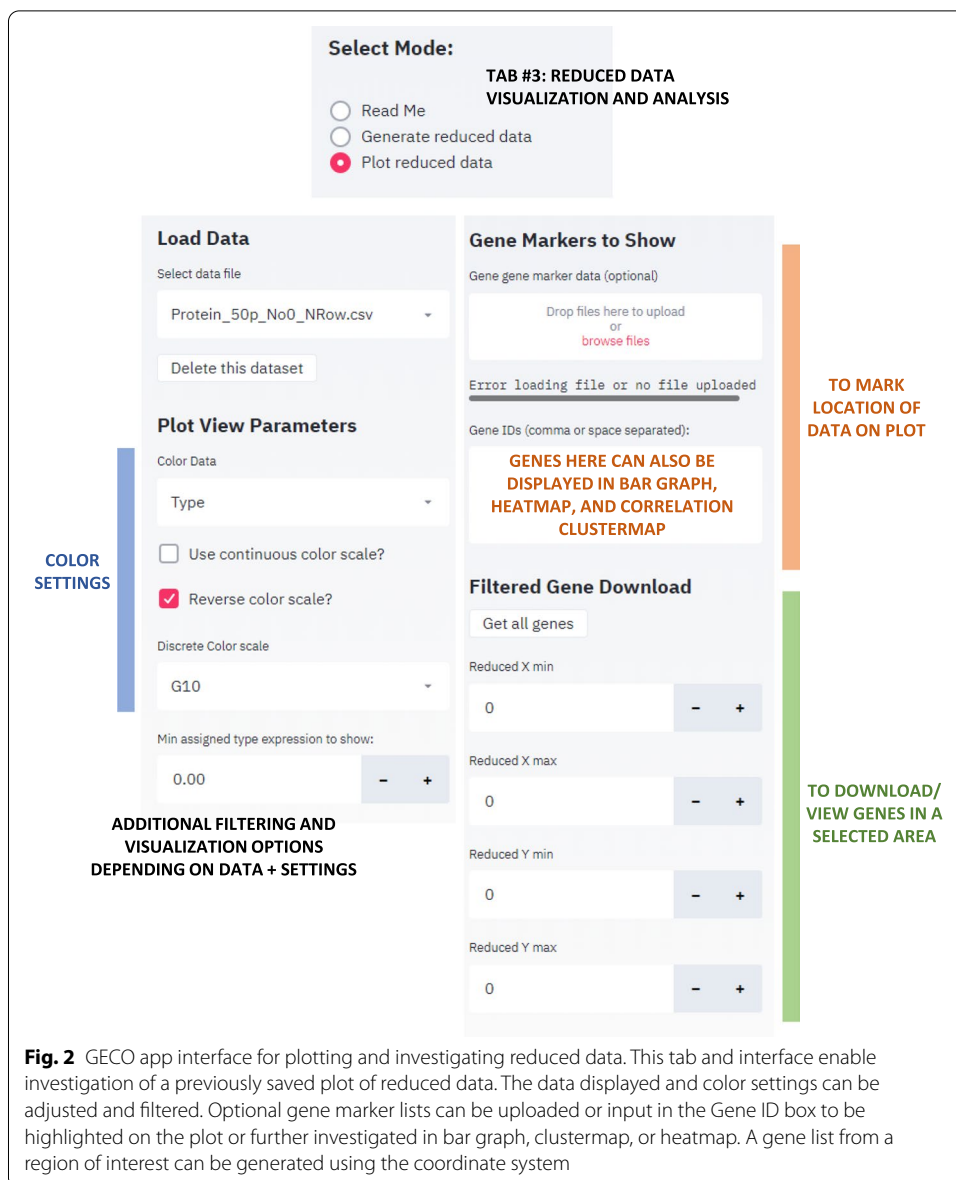 Select Mode:
TAB #3: REDUCED DATA
VISUALIZATION AND ANALYSIS
Read Me
Generate reduced data
Plot reduced data
Load Data
Select data file
Protein_50p_No0_NRow.csv
Delete this dataset
Plot View Parameters
Color Data
Type
Use continuous color scale?
Reverse color scale?
Discrete Color scale
G10
Min assigned type expression to show:
0.00
-
+
COLOR
SETTINGS
ADDITIONAL FILTERING AND
VISUALIZATION OPTIONS
DEPENDING ON DATA + SETTINGS
Gene Markers to Show
Gene gene marker data (optional)
Drop files here to upload
or
browse files
Error loading file or no file uploaded
Gene IDs (comma or space separated):
GENES HERE CAN ALSO BE
DISPLAYED IN BAR GRAPH,
HEATMAP, AND CORRELATION
CLUSTERMAP
TO MARK
LOCATION OF
DATA ON PLOT
Filtered Gene Download
Get all genes
Reduced X min
0
-
+
Reduced X max
0
-
+
Reduced Y min
0
-
+
Reduced Y max
0
-
+
TO DOWNLOAD/
VIEW GENES IN A
SELECTED AREA
Fig. 2 GECO app interface for plotting and investigating reduced data. This tab and interface enable
investigation of a previously saved plot of reduced data. The data displayed and color settings can be
adjusted and filtered. Optional gene marker lists can be uploaded or input in the Gene ID box to be
highlighted on the plot or further investigated in bar graph, clustermap, or heatmap. A gene list from a
region of interest can be generated using the coordinate system